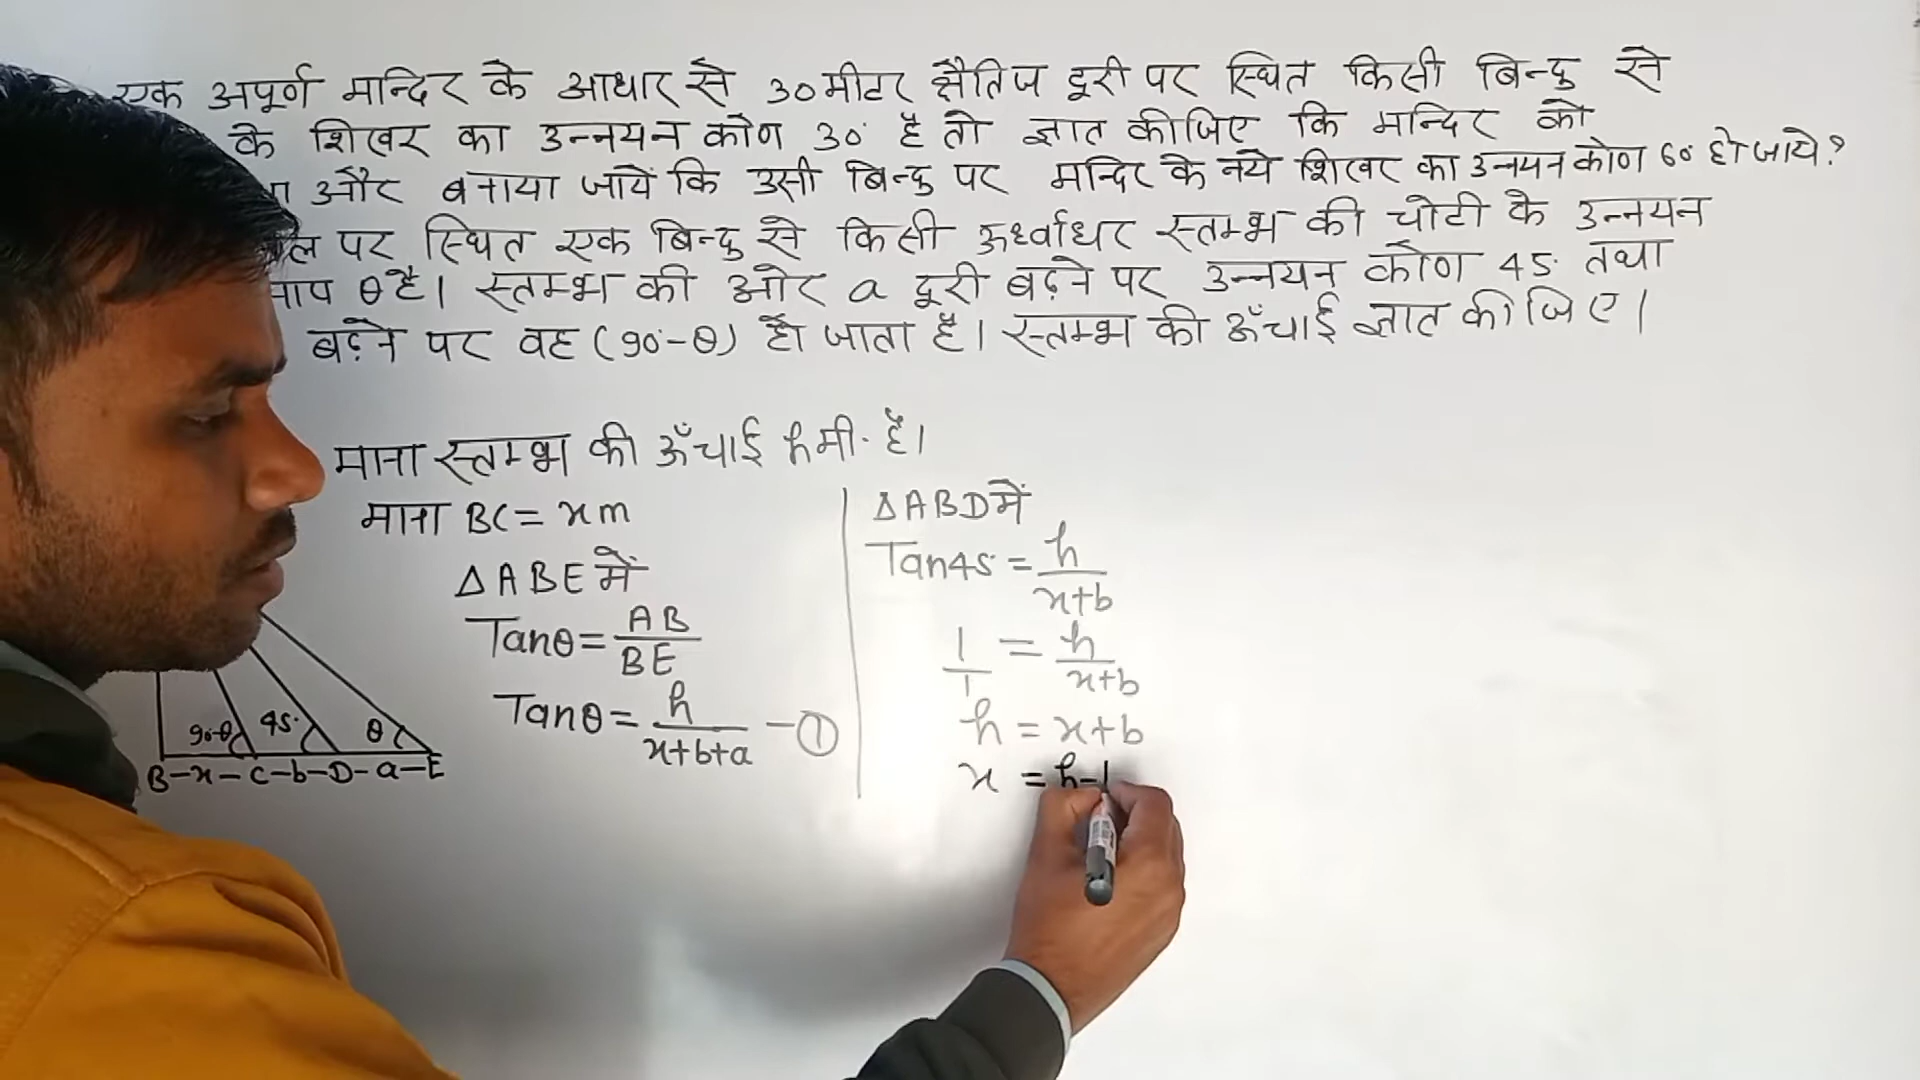 एक अपूर्ण मन्दिर के आधार से 30 मीटर क्षैतिज दूरी पर स्थित किसी बिन्दु से
के शिखर का उन्नयन कोण 30° है तो ज्ञात कीजिए कि मन्दिर को
और बनाया जाये कि उसी बिन्दु पर मन्दिर के नये शिखर का उन्नयन कोण 60° हो जाये?
पर स्थित एक बिन्दु से किसी ऊर्ध्वाधर स्तम्भ की चोटी के उन्नयन
θ है। स्तम्भ की ओर a दूरी बढ़ने पर उन्नयन कोण 45° तथा
बढ़ने पर वह (90°-θ) हो जाता है। स्तम्भ की ऊँचाई ज्ञात कीजिए।
माना स्तम्भ की ऊँचाई h मी. है।
माना BC = x m
Δ ABE में
Tanθ = AB/BE
Tanθ = h/x+b+a -①
Δ ABD में
Tan45° = h/x+b
1/1 = h/x+b
h = x+b
x = h-
90-θ 45° θ
B-x-C-b-D-a-E